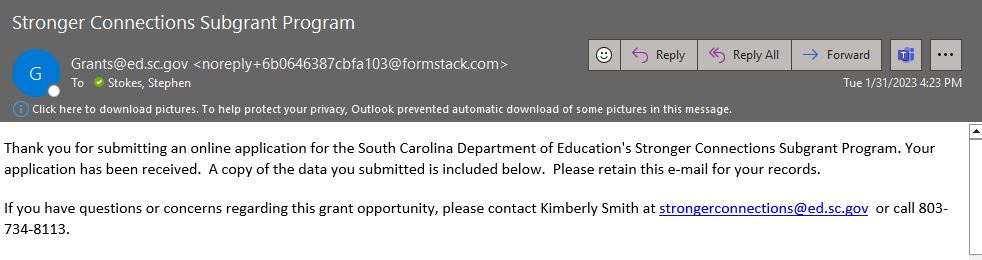 Stronger Connections Subgrant Program
G
Grants@ed.sc.gov <noreply+6b0646387cbfa103@formstack.com>
To Stokes, Stephen
Reply
Reply All
Forward
Tue 1/31/2023 4:23 PM
Click here to download pictures. To help protect your privacy, Outlook prevented automatic download of some pictures in this message.
Thank you for submitting an online application for the South Carolina Department of Education's Stronger Connections Subgrant Program. Your
application has been received. A copy of the data you submitted is included below. Please retain this e-mail for your records.
If you have questions or concerns regarding this grant opportunity, please contact Kimberly Smith at strongerconnections@ed.sc.gov or call 803-
734-8113.